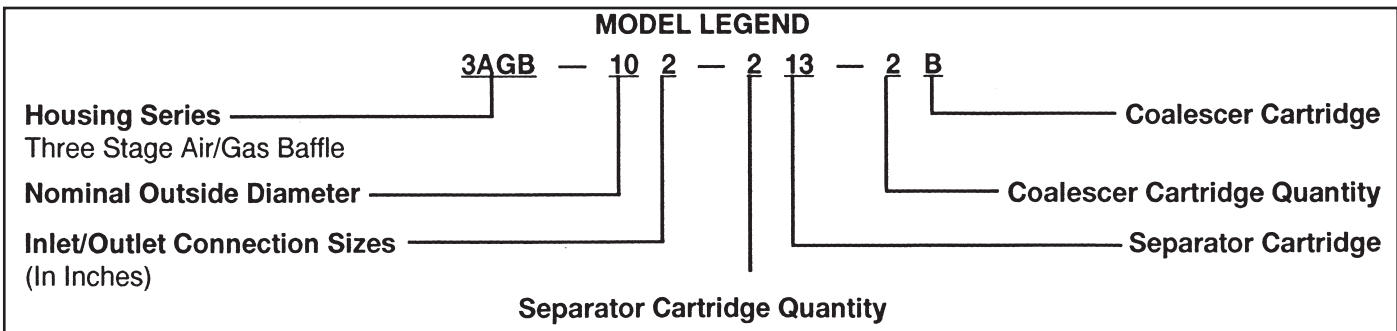 MODEL LEGEND
3AGB — 10 2 — 2 13 — 2 B
Housing Series
Three Stage Air/Gas Baffle
Coalescer Cartridge
Nominal Outside Diameter
Coalescer Cartridge Quantity
Inlet/Outlet Connection Sizes
(In Inches)
Separator Cartridge
Separator Cartridge Quantity